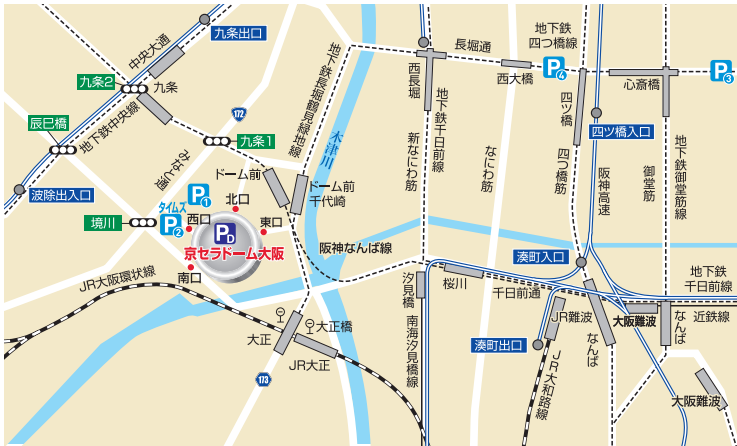 九条出口
中央大通
九条2
九条
地下鉄中央線
辰巳橋
波除出入口
172
九条1
みなと通
ドーム前
ドーム前
千代崎
タイムズ
P1
P2
境川
北口
西口
東口
南口
PD
京セラドーム大阪
JR大阪環状線
大正
大正橋
JR大正
173
地下鉄長堀鶴見緑地線
木津川
阪神なんば線
長堀通
西長堀
地下鉄千日前線
新なにわ筋
なにわ筋
西大橋
地下鉄
四つ橋線
P4
四ツ橋
四つ橋筋
四ツ橋入口
阪神高速
心斎橋
P3
御堂筋
地下鉄御堂筋線
湊町入口
汐見橋
南海汐見橋線
桜川
千日前通
JR難波
湊町出口
JR大和路線
なんば
大阪難波
なんば
近鉄線
地下鉄
千日前線
大阪難波